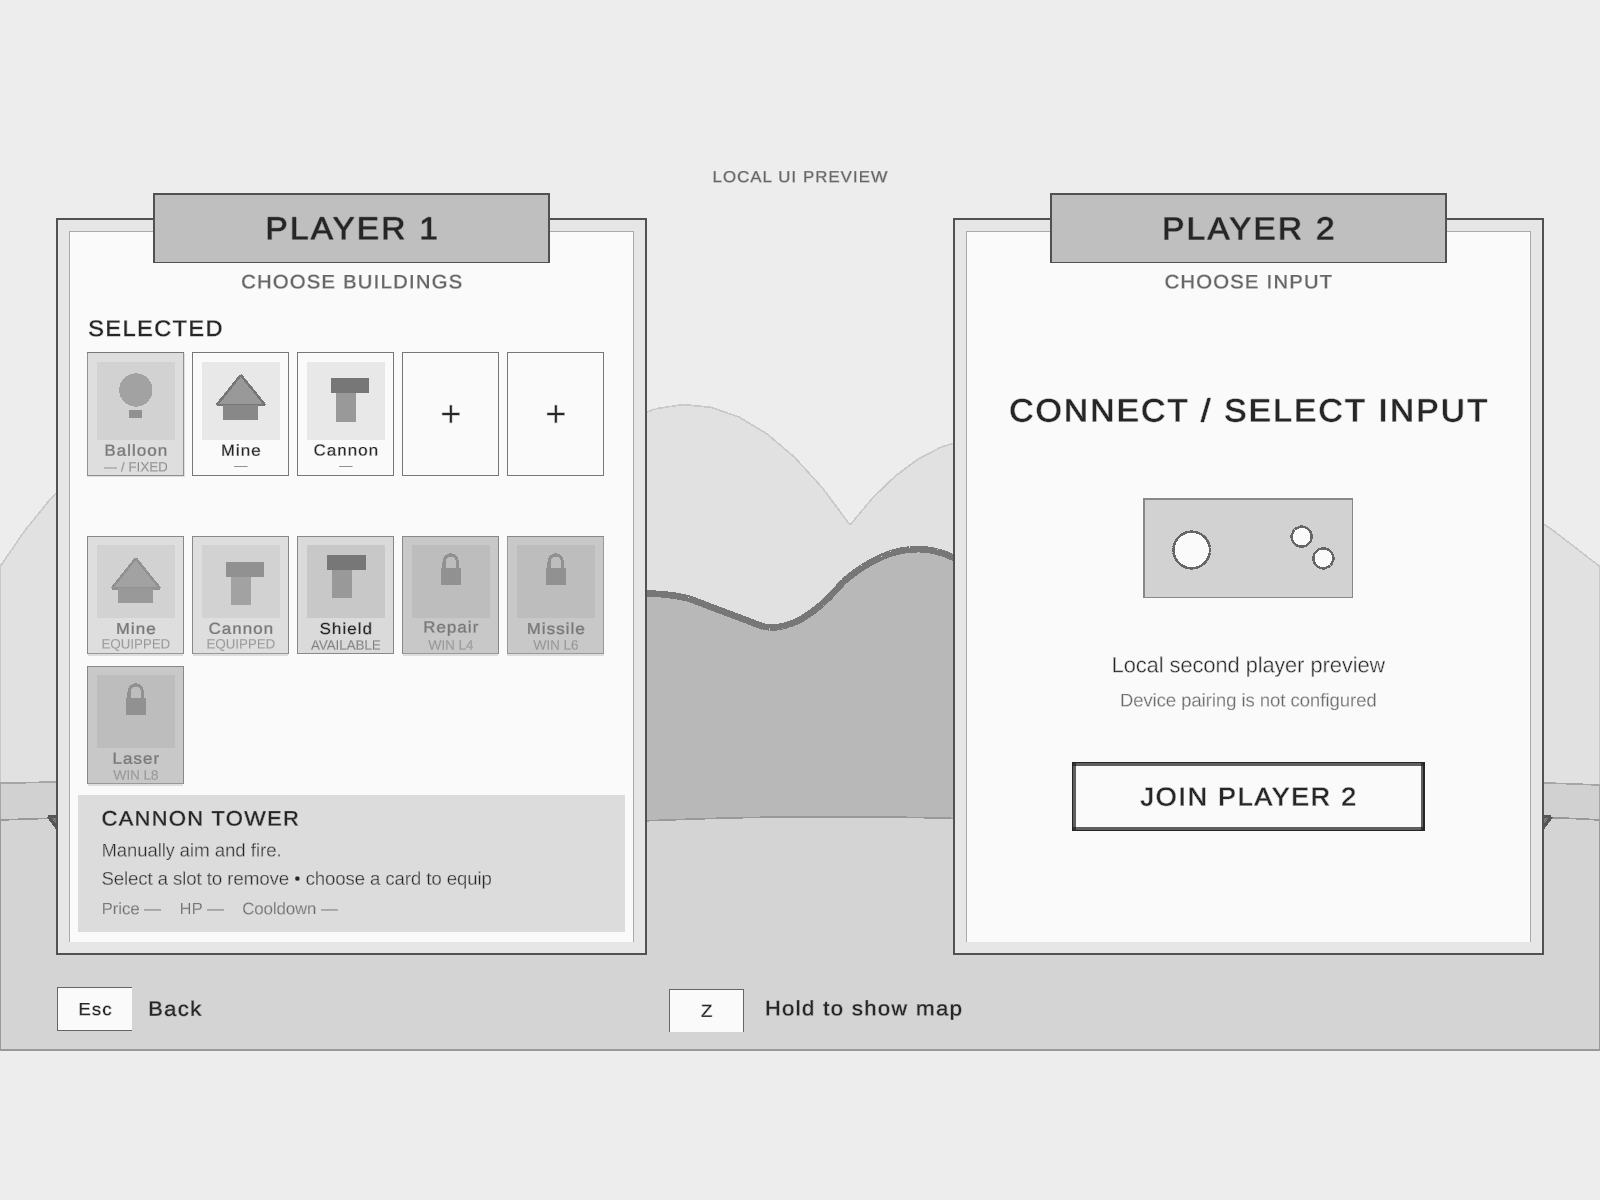 LOCAL UI PREVIEW
PLAYER 1
CHOOSE BUILDINGS
SELECTED
Balloon
— / FIXED
Mine
—
Cannon
—
+
+
Mine
EQUIPPED
Cannon
EQUIPPED
Shield
AVAILABLE
Repair
WIN L4
Missile
WIN L6
Laser
WIN L8
CANNON TOWER
Manually aim and fire.
Select a slot to remove • choose a card to equip
Price — HP — Cooldown —
PLAYER 2
CHOOSE INPUT
CONNECT / SELECT INPUT
Local second player preview
Device pairing is not configured
JOIN PLAYER 2
Esc Back
Z Hold to show map